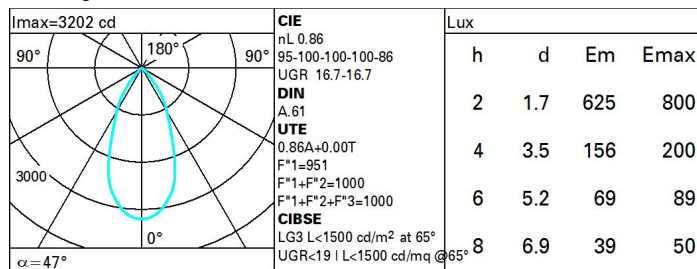 Imax=3202 cd
90°
180°
90°
3000
0°
α=47°
CIE
nL 0.86
95-100-100-100-86
UGR 16.7-16.7
DIN
A.61
UTE
0.86A+0.00T
F"1=951
F"1+F"2=1000
F"1+F"2+F"3=1000
CIBSE
LG3 L<1500 cd/m² at 65°
UGR<19 | L<1500 cd/mq @65°
Lux
h d Em Emax
2 1.7 625 800
4 3.5 156 200
6 5.2 69 89
8 6.9 39 50